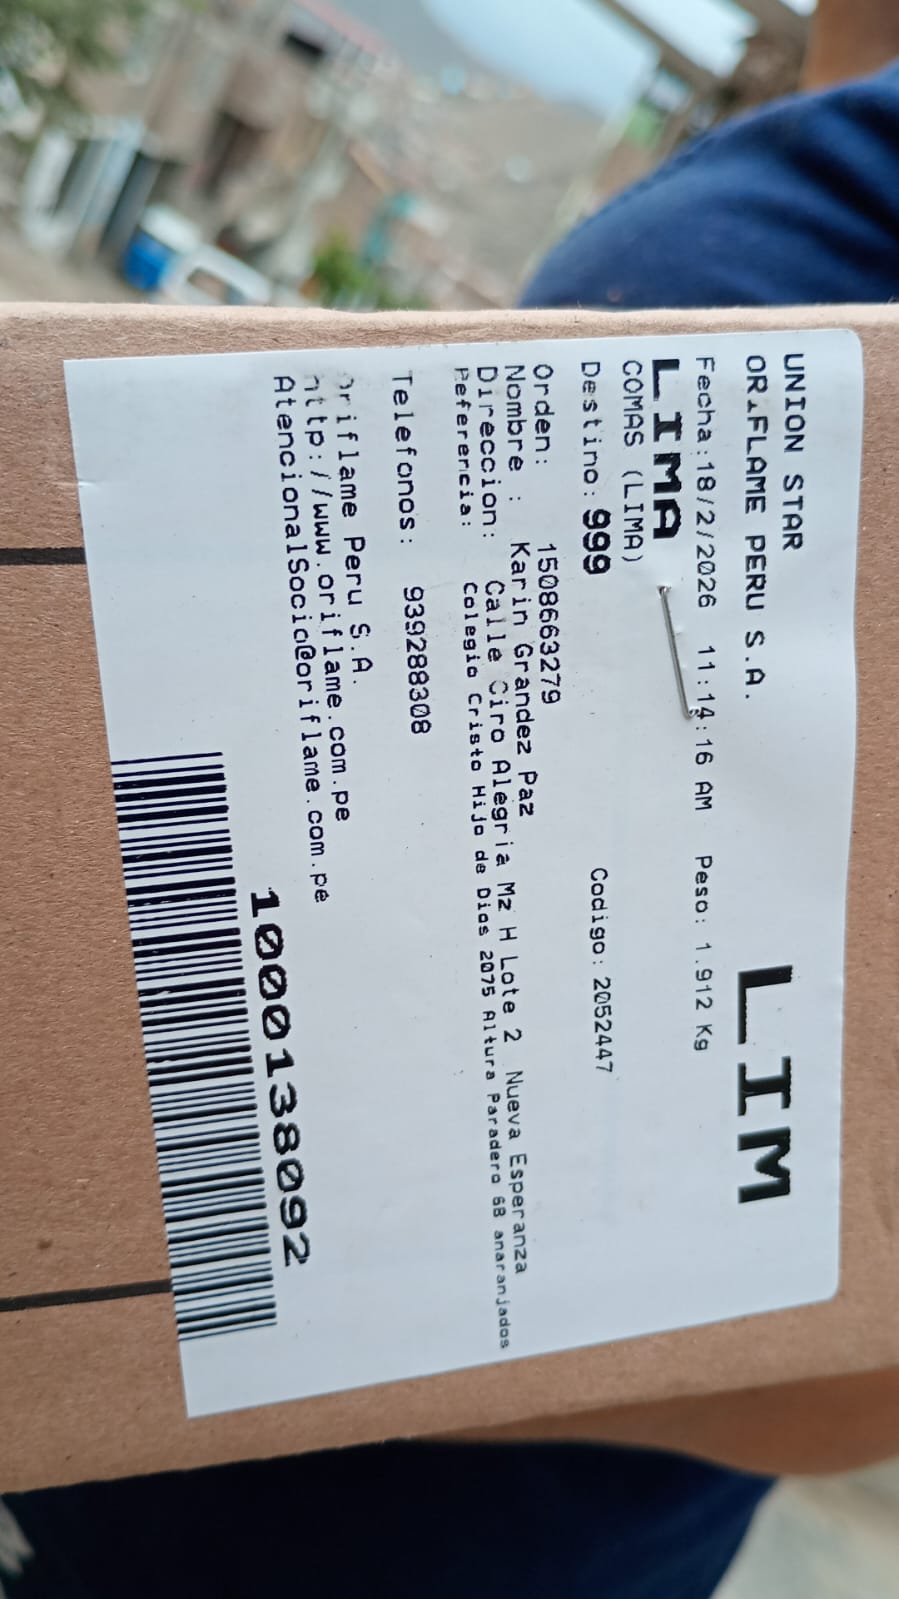 UNION STAR
ORIFLAME PERU S.A.
LIM
Fecha:18/2/2026 11:14:16 AM Peso: 1.912 Kg
LIMA
COMAS (LIMA)
Destino: 999 Codigo: 2052447
Orden: 1508663279
Nombre : Karin Grandez Paz
Direccion: Calle Ciro Alegria Mz H Lote 2 Nueva Esperanza
Referencia: Colegio Cristo Hijo de Dios 2075 Altura Paradero 6B anaranjados
Telefonos: 939288308
Oriflame Peru S.A.
http://www.oriflame.com.pe
AtencionalSocio@oriflame.com.pe
1000138092